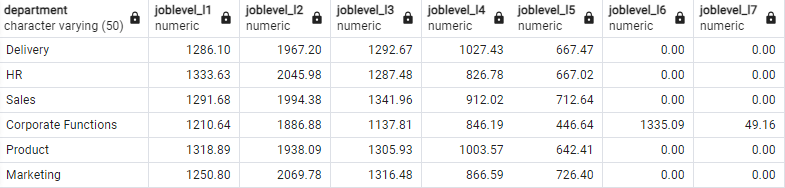 department joblevel_l1 joblevel_l2 joblevel_l3 joblevel_l4 joblevel_l5 joblevel_l6 joblevel_l7
character varying (50) numeric numeric numeric numeric numeric numeric numeric
Delivery 1286.10 1967.20 1292.67 1027.43 667.47 0.00 0.00
HR 1333.63 2045.98 1287.48 826.78 667.02 0.00 0.00
Sales 1291.68 1994.38 1341.96 912.02 712.64 0.00 0.00
Corporate Functions 1210.64 1886.88 1137.81 846.19 446.64 1335.09 49.16
Product 1318.89 1938.09 1305.93 1003.57 642.41 0.00 0.00
Marketing 1250.80 2069.78 1316.48 866.59 726.40 0.00 0.00